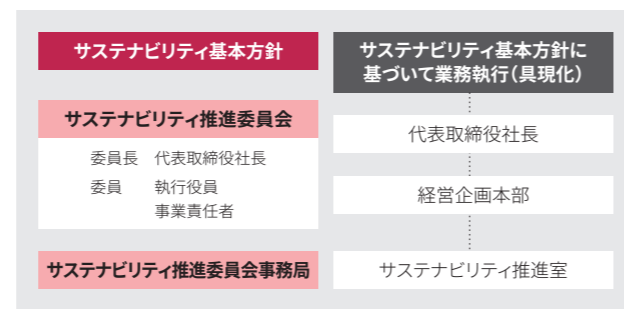 サステナビリティ基本方針
サステナビリティ推進委員会
委員長 代表取締役社長
委員 執行役員
事業責任者
サステナビリティ推進委員会事務局
サステナビリティ基本方針に
基づいて業務執行（具現化）
代表取締役社長
経営企画本部
サステナビリティ推進室